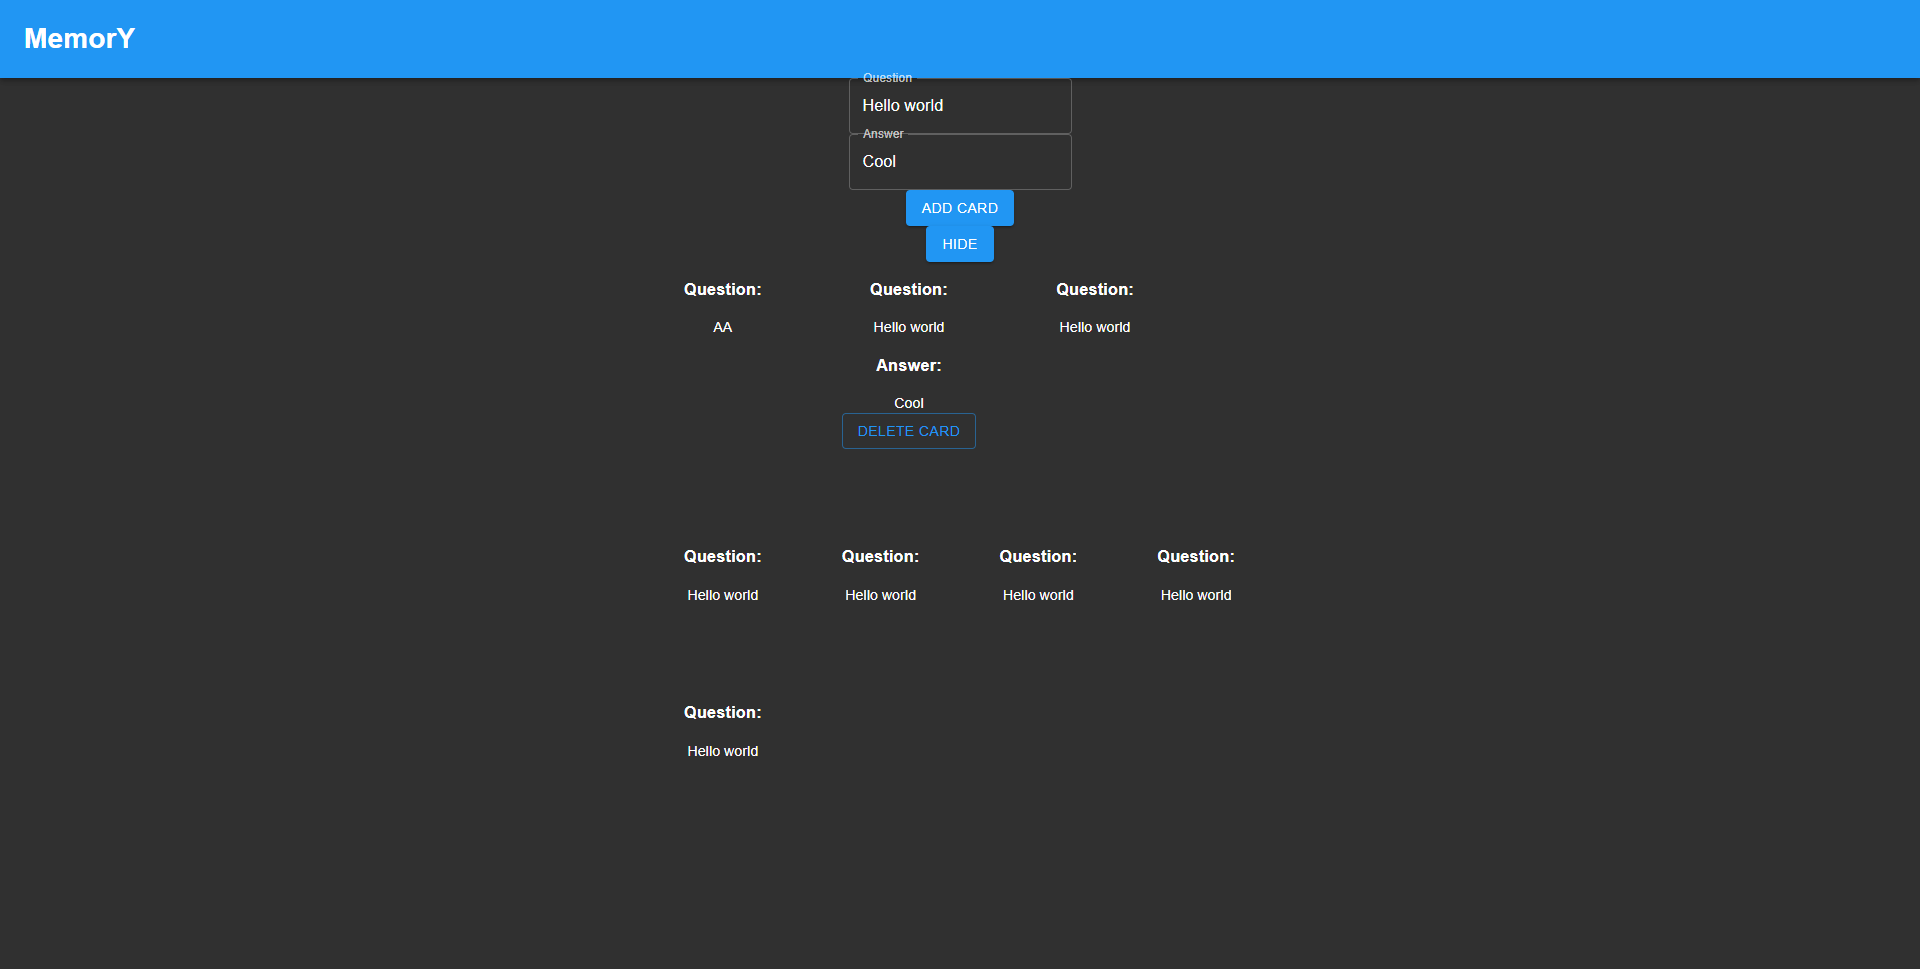 MemorY
Question
Hello world
Answer
Cool
ADD CARD
HIDE
Question: Question: Question:
AA Hello world Hello world
Answer:
Cool
DELETE CARD
Question: Question: Question: Question:
Hello world Hello world Hello world Hello world
Question:
Hello world